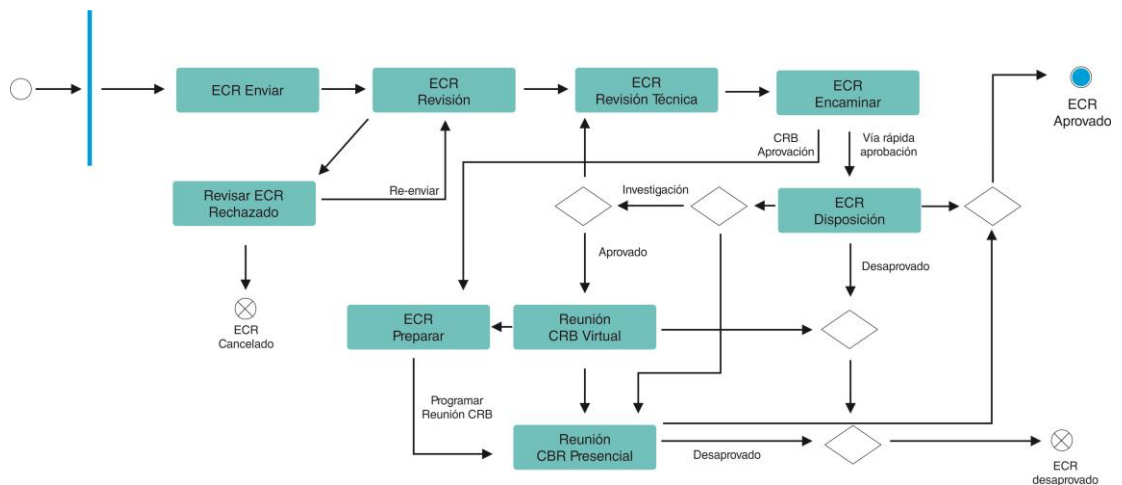 ECR Enviar
ECR
Revisión
ECR
Revisión Técnica
ECR
Encaminar
ECR
Aprovado
CRB
Aprovación
Vía rápida
aprobación
Revisar ECR
Rechazado
Re-enviar
Investigación
ECR
Disposición
Aprovado
Desaprovado
ECR
Cancelado
ECR
Preparar
Reunión
CRB Virtual
Programar
Reunión CRB
Reunión
CBR Presencial
Desaprovado
ECR
desaprovado